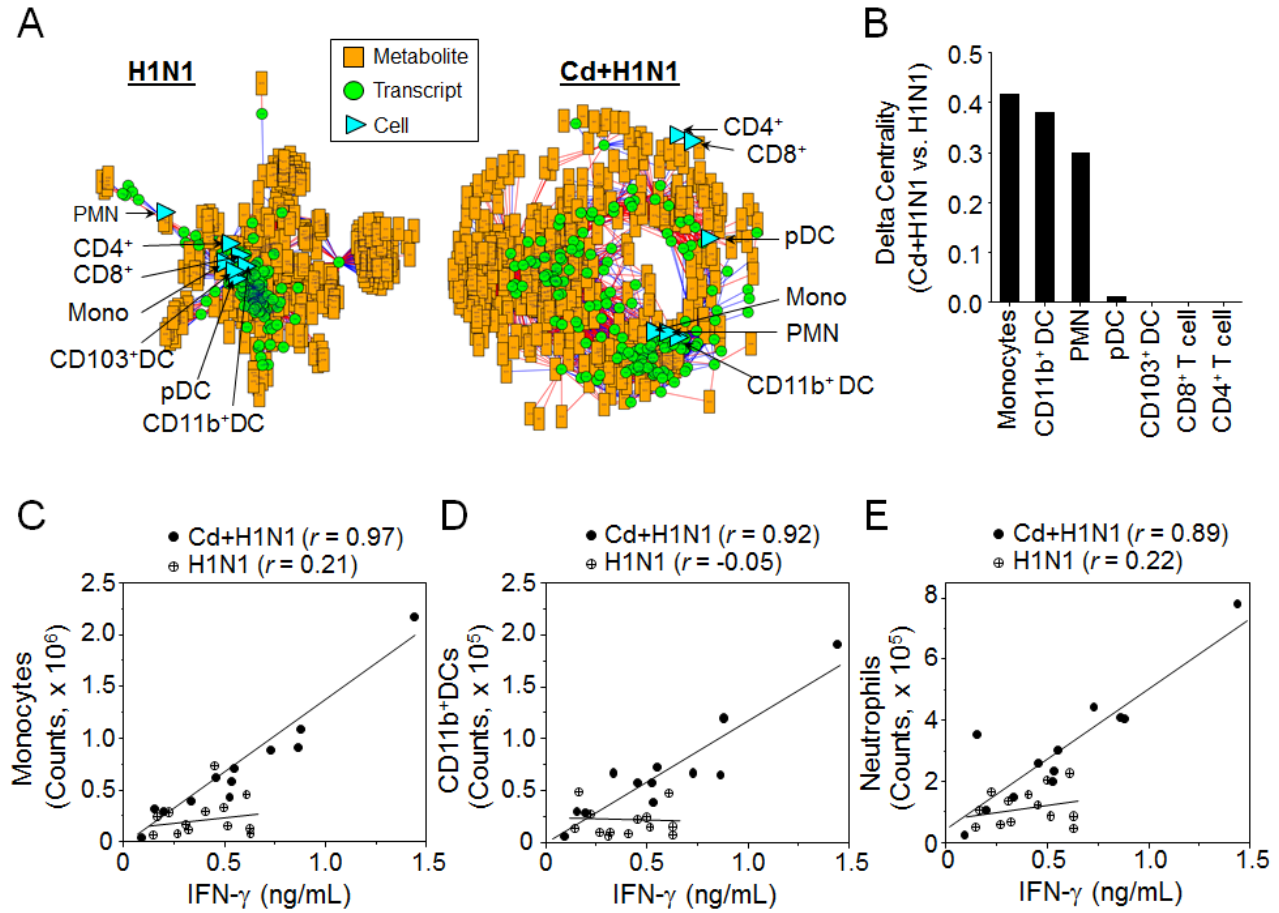 A
H1N1
Metabolite
Transcript
Cell
Cd+H1N1
PMN
CD4⁺
CD8⁺
Mono
CD103⁺DC
pDC
CD11b⁺DC
CD4⁺
CD8⁺
pDC
Mono
PMN
CD11b⁺ DC
B
Delta Centrality
(Cd+H1N1 vs. H1N1)
0.5
0.4
0.3
0.2
0.1
0.0
Monocytes
CD11b⁺ DC
PMN
pDC
CD103⁺ DC
CD8⁺ T cell
CD4⁺ T cell
C
Cd+H1N1 (r = 0.97)
H1N1 (r = 0.21)
Monocytes
(Counts, x 10⁶)
2.5
2.0
1.5
1.0
0.5
0
0
0.5
1.0
1.5
IFN-γ (ng/mL)
D
Cd+H1N1 (r = 0.92)
H1N1 (r = -0.05)
CD11b⁺DCs
(Counts, x 10⁵)
2.5
2.0
1.5
1.0
0.5
0
0
0.5
1.0
1.5
IFN-γ (ng/mL)
E
Cd+H1N1 (r = 0.89)
H1N1 (r = 0.22)
Neutrophils
(Counts, x 10⁵)
8
6
4
2
0
0
0.5
1.0
1.5
IFN-γ (ng/mL)